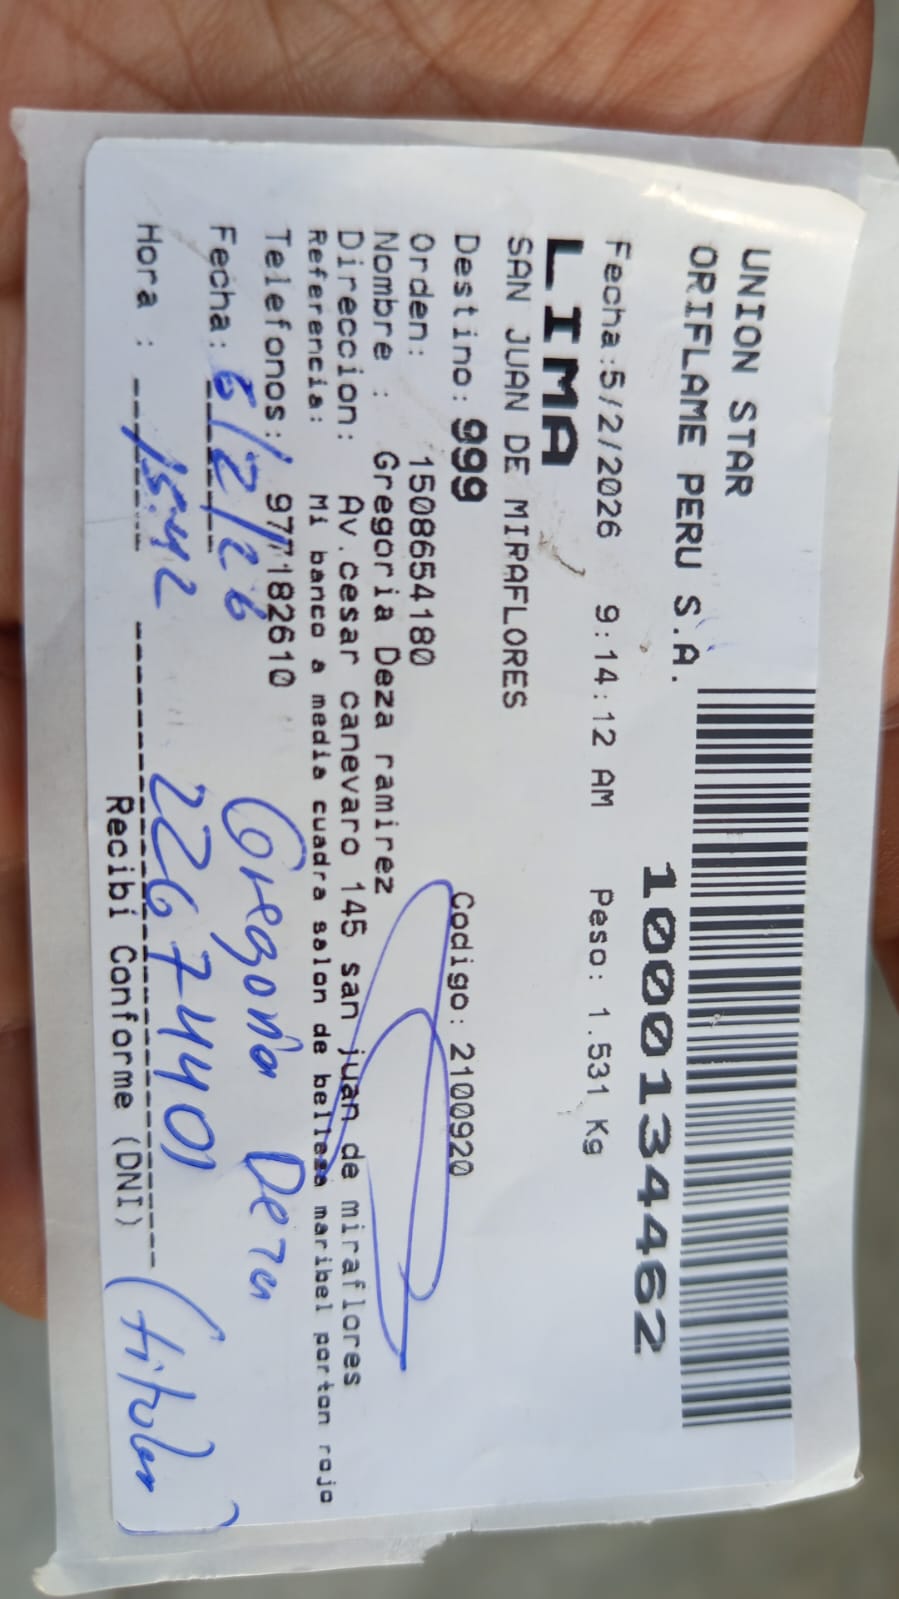 UNION STAR
ORIFLAME PERU S.A.
1000134462
Fecha:5/2/2026 9:14:12 AM Peso: 1.531 Kg
LIMA
SAN JUAN DE MIRAFLORES
Destino: 999 Codigo: 2100920
Orden: 1508654180
Nombre : Gregoria Deza ramirez
Direccion: Av.cesar canevaro 145 san juan de miraflores
Referencia: Mi banco a media cuadra salon de belleza maribel porton rojo
Telefonos: 977182610
Fecha: 6/2/26 Gregoria Deza
Hora : 15:42 22674401 (titular)
Recibí Conforme (DNI)